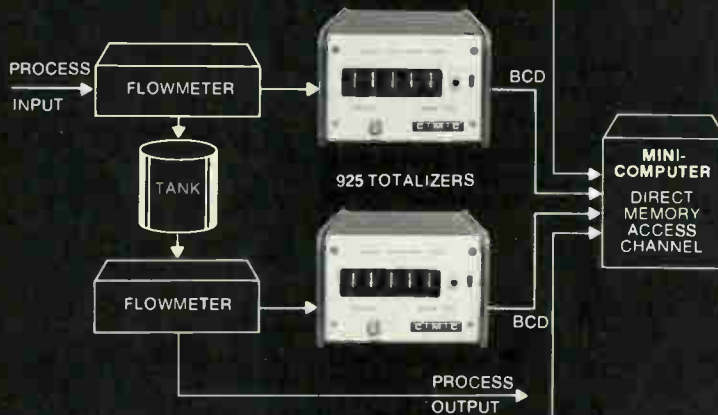 PROCESS
INPUT
FLOWMETER
BCD
TANK
925 TOTALIZERS
MINI-
COMPUTER
DIRECT
MEMORY
ACCESS
CHANNEL
FLOWMETER
BCD
PROCESS
OUTPUT